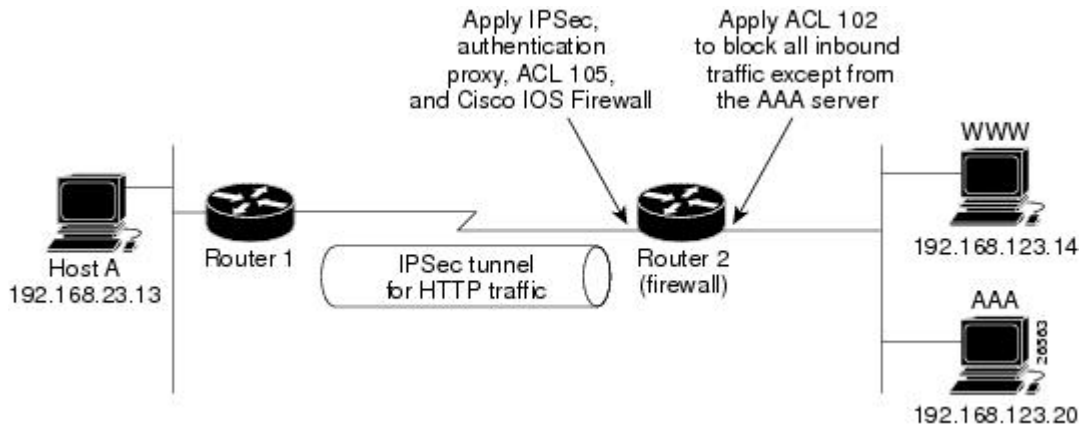 Apply IPSec,
authentication
proxy, ACL 105,
and Cisco IOS Firewall
Apply ACL 102
to block all inbound
traffic except from
the AAA server
WWW
192.168.123.14
Host A
192.168.23.13
Router 1
IPSec tunnel
for HTTP traffic
Router 2
(firewall)
AAA
26563
192.168.123.20